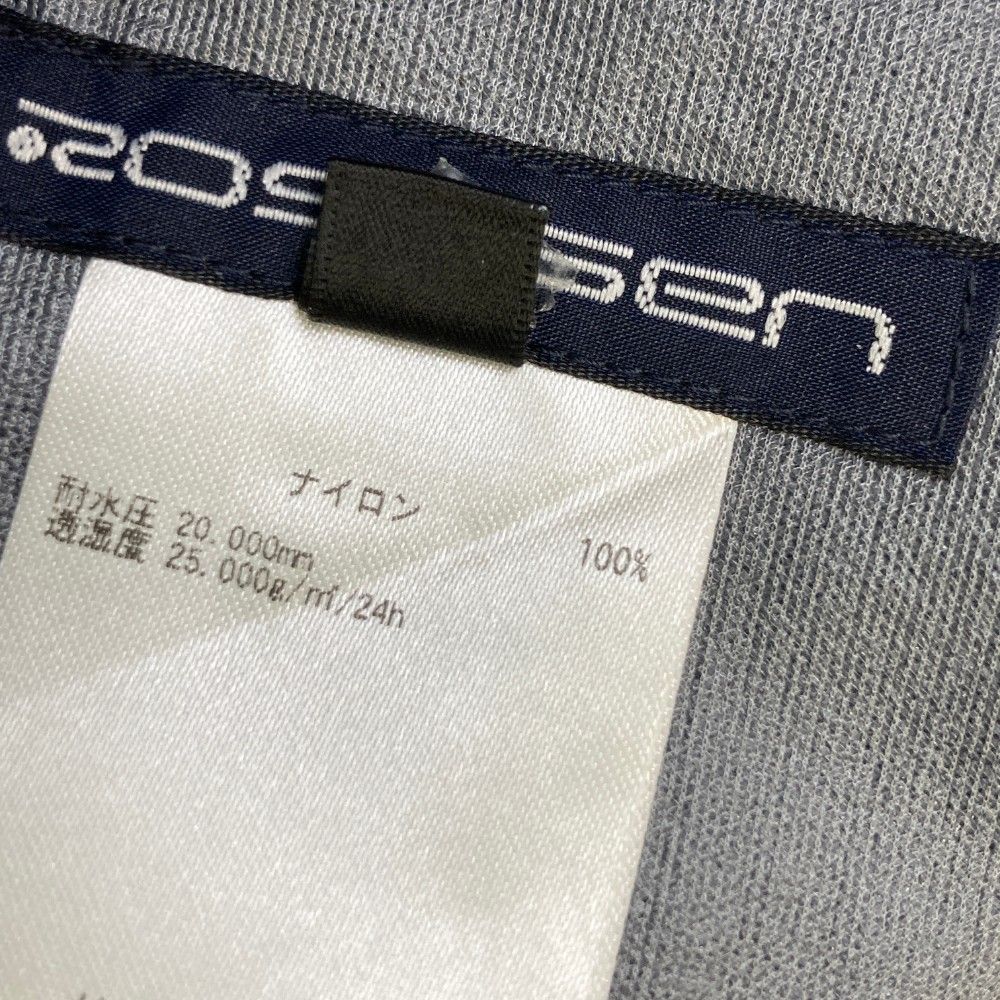 ナイロン 100%
耐水圧 20.000mm
透湿度 25.000g/㎡/24h